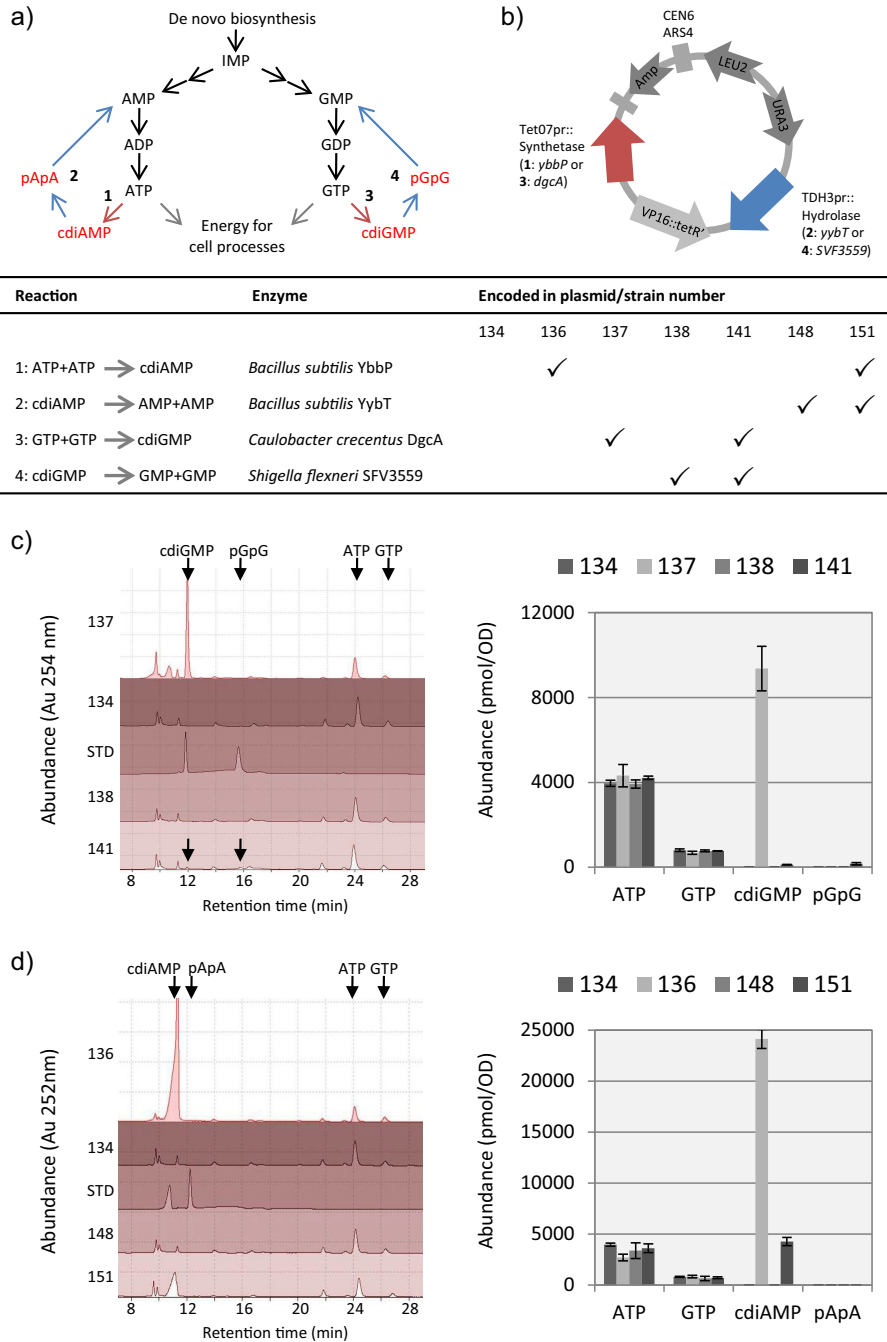 a)
De novo biosynthesis
IMP
AMP
GMP
ADP
GDP
pApA
2
4
pGpG
ATP
GTP
1
3
cdiAMP
Energy for
cell processes
cdiGMP
b)
CEN6
ARS4
Amp
LEU2
URA3
Tet07pr::
Synthetase
(1: ybbP or
3: dgcA)
VP16::tetR'
TDH3pr::
Hydrolase
(2: yybT or
4: SVF3559)
Reaction Enzyme Encoded in plasmid/strain number
134 136 137 138 141 148 151
1: ATP+ATP → cdiAMP Bacillus subtilis YbbP ✓ ✓
2: cdiAMP → AMP+AMP Bacillus subtilis YybT ✓ ✓
3: GTP+GTP → cdiGMP Caulobacter crecentus DgcA ✓ ✓
4: cdiGMP → GMP+GMP Shigella flexneri SFV3559 ✓ ✓
c)
cdiGMP pGpG ATP GTP
Abundance (Au 254 nm)
137
134
STD
138
141
8 12 16 20 24 28
Retention time (min)
134 137 138 141
Abundance (pmol/OD)
12000
9000
4000
0
ATP GTP cdiGMP pGpG
d)
cdiAMP pApA ATP GTP
Abundance (Au 252nm)
136
134
STD
148
151
8 12 16 20 24 28
Retention time (min)
134 136 148 151
Abundance (pmol/OD)
25000
20000
15000
10000
5000
0
ATP GTP cdiAMP pApA